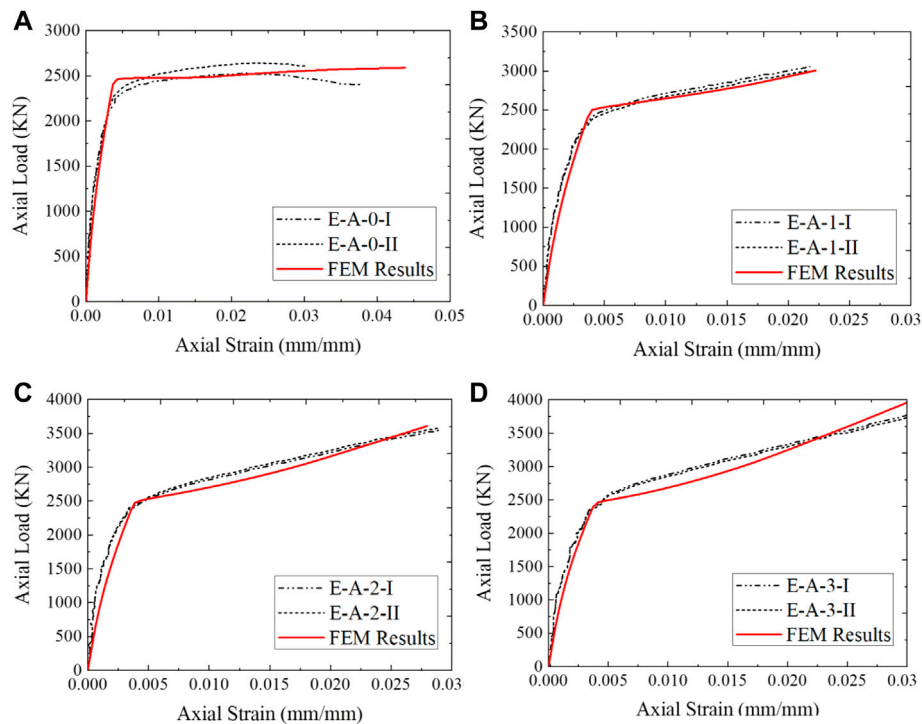 A
Axial Load (KN)
3000
2500
2000
1500
1000
500
0
E-A-0-I
E-A-0-II
FEM Results
0.00 0.01 0.02 0.03 0.04 0.05
Axial Strain (mm/mm)
B
Axial Load (KN)
3500
3000
2500
2000
1500
1000
500
0
E-A-1-I
E-A-1-II
FEM Results
0.000 0.005 0.010 0.015 0.020 0.025 0.03
Axial Strain (mm/mm)
C
Axial Load (KN)
4000
3500
3000
2500
2000
1500
1000
500
0
E-A-2-I
E-A-2-II
FEM Results
0.000 0.005 0.010 0.015 0.020 0.025 0.030
Axial Strain (mm/mm)
D
Axial Load (KN)
4000
3500
3000
2500
2000
1500
1000
500
0
E-A-3-I
E-A-3-II
FEM Results
0.000 0.005 0.010 0.015 0.020 0.025 0.03
Axial Strain (mm/mm)